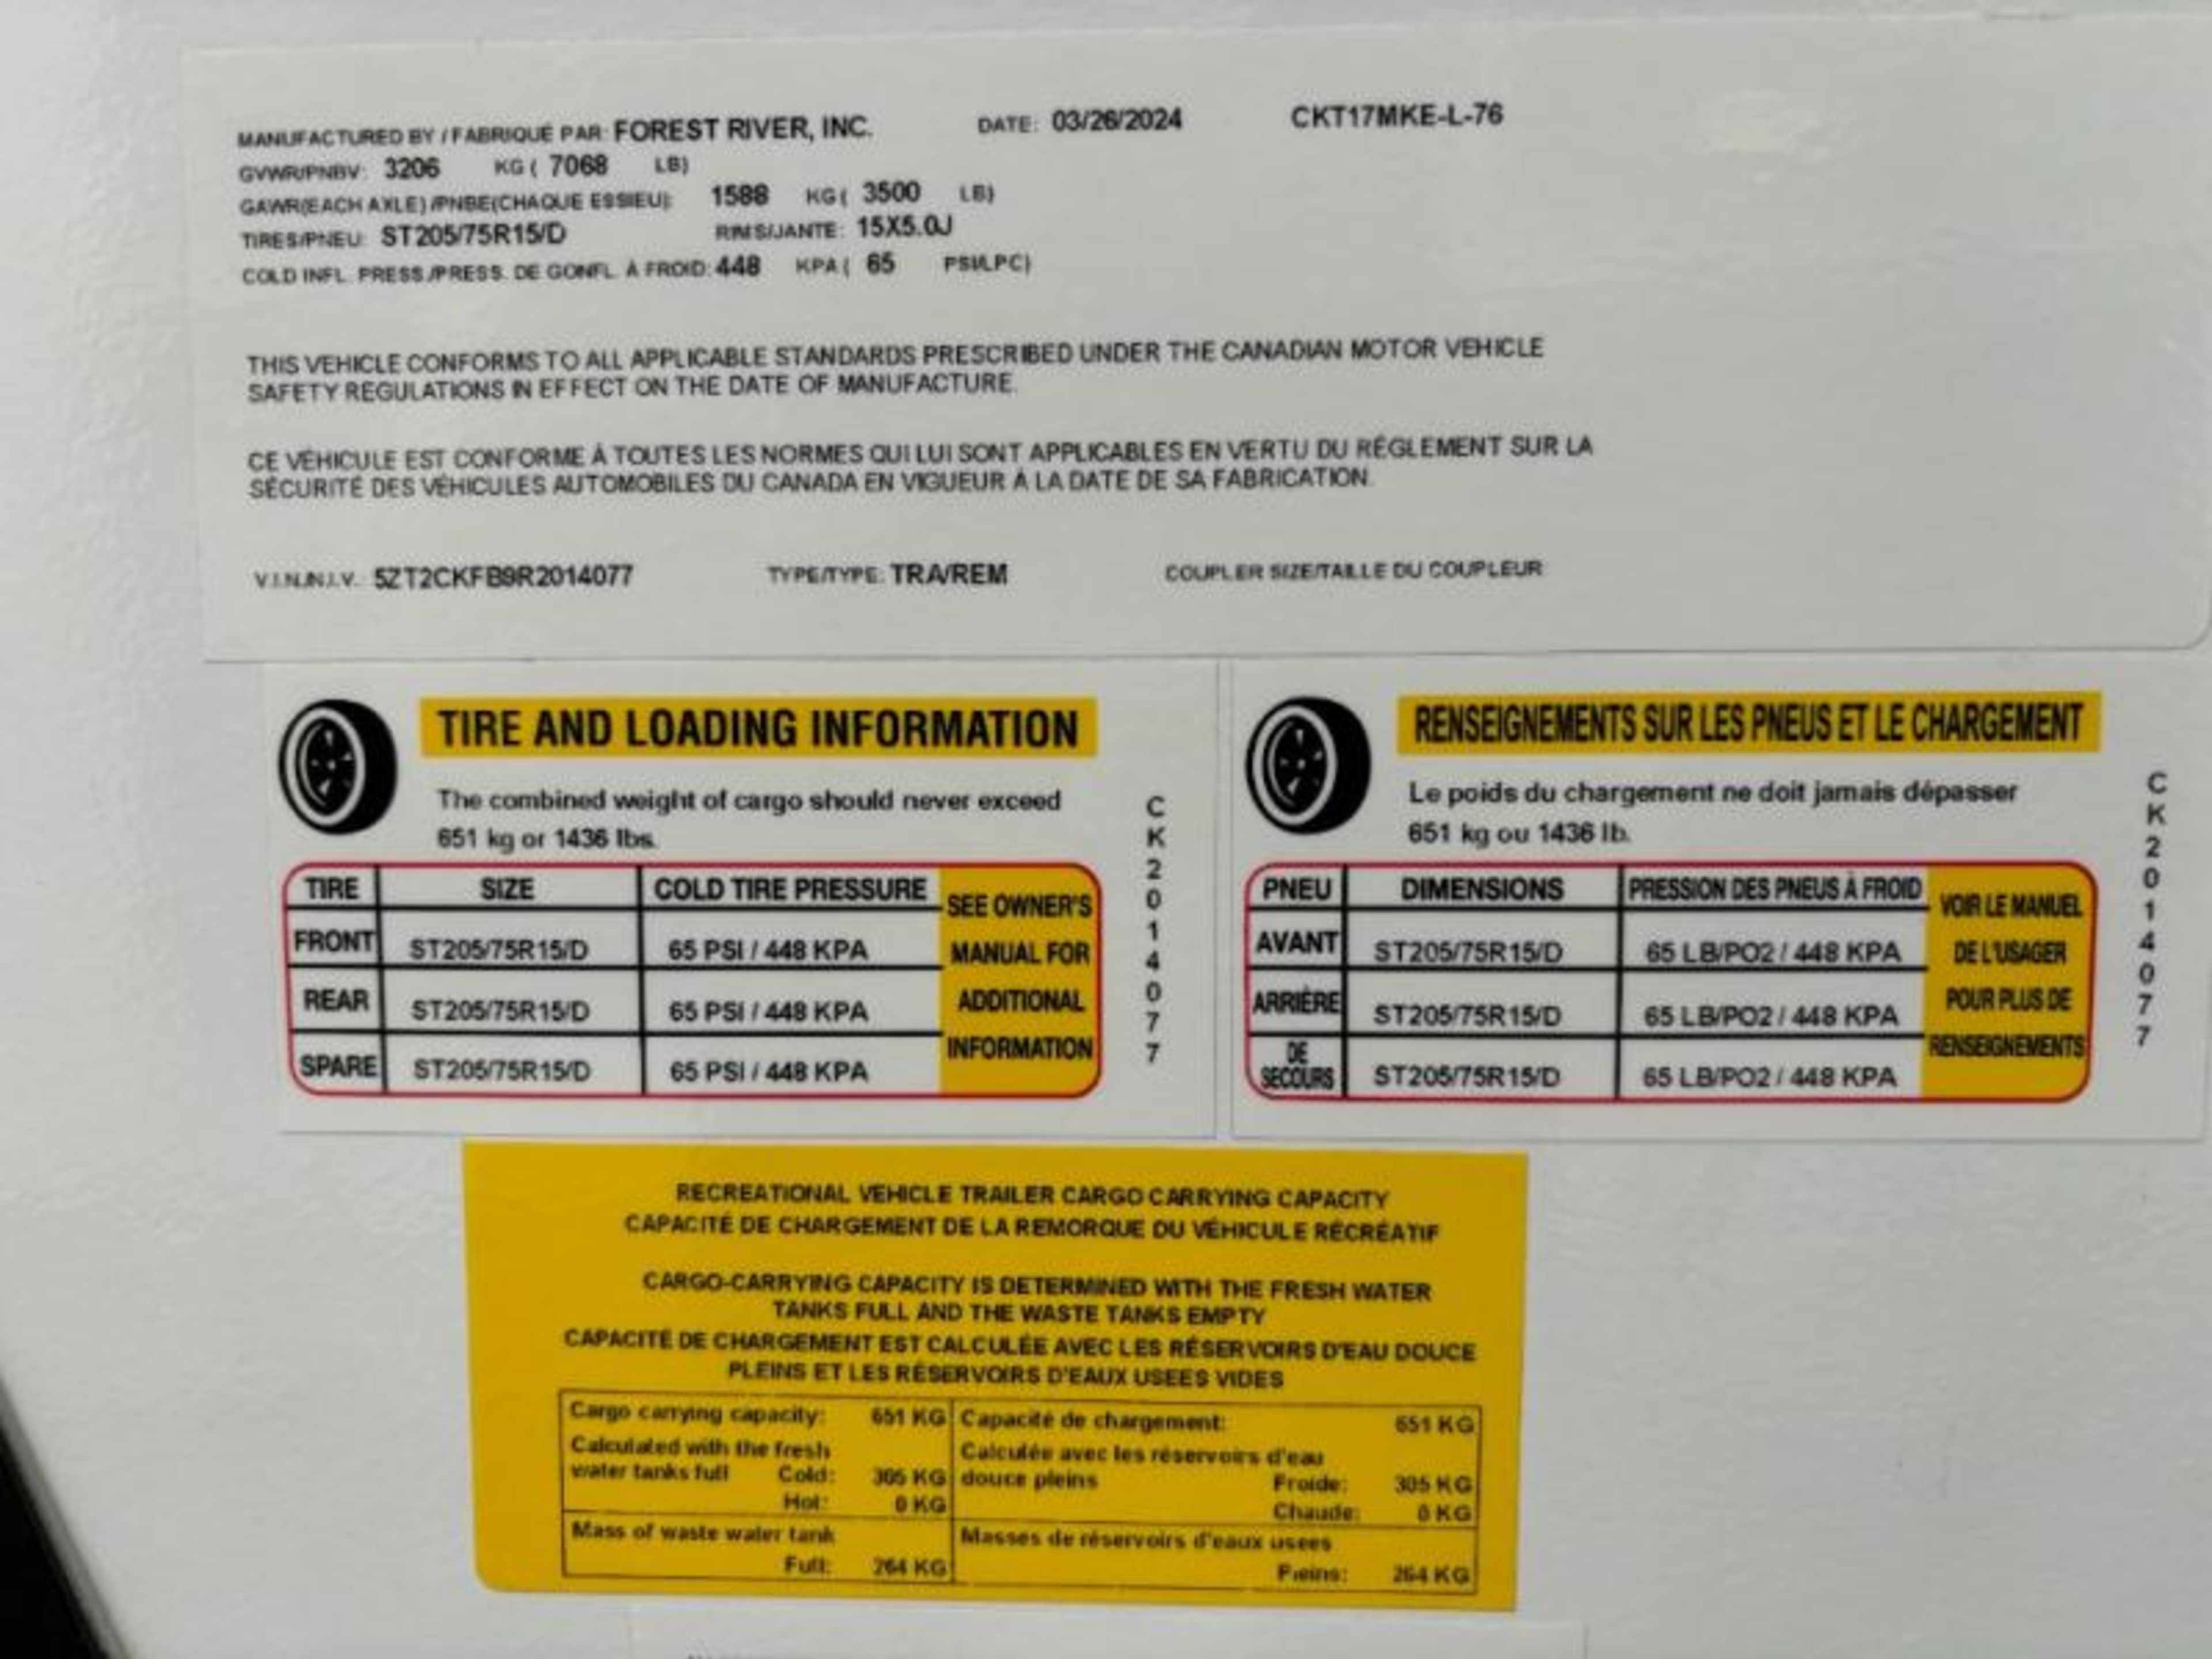 MANUFACTURED BY / FABRIQUÉ PAR: FOREST RIVER, INC. DATE: 03/26/2024 CKT17MKE-L-76
GVWR/PNBV: 3206 KG ( 7068 LB)
GAWR(EACH AXLE) /PNBE(CHAQUE ESSIEU): 1588 KG( 3500 LB)
TIRES/PNEU: ST205/75R15/D RIMS/JANTE: 15X5.0J
COLD INFL. PRESS./PRESS. DE GONFL. À FROID: 448 KPA ( 65 PSI/LPC)
THIS VEHICLE CONFORMS TO ALL APPLICABLE STANDARDS PRESCRIBED UNDER THE CANADIAN MOTOR VEHICLE
SAFETY REGULATIONS IN EFFECT ON THE DATE OF MANUFACTURE.
CE VÉHICULE EST CONFORME À TOUTES LES NORMES QUI LUI SONT APPLICABLES EN VERTU DU RÉGLEMENT SUR LA
SÉCURITÉ DES VÉHICULES AUTOMOBILES DU CANADA EN VIGUEUR À LA DATE DE SA FABRICATION.
V.I.N./N.I.V. 5ZT2CKFB9R2014077 TYPE/TYPE: TRA/REM COUPLER SIZE/TAILLE DU COUPLEUR
TIRE AND LOADING INFORMATION
The combined weight of cargo should never exceed
651 kg or 1436 lbs.
TIRE SIZE COLD TIRE PRESSURE SEE OWNER'S
FRONT ST205/75R15/D 65 PSI / 448 KPA MANUAL FOR
REAR ST205/75R15/D 65 PSI / 448 KPA ADDITIONAL
SPARE ST205/75R15/D 65 PSI / 448 KPA INFORMATION
CK2014077
RENSEIGNEMENTS SUR LES PNEUS ET LE CHARGEMENT
Le poids du chargement ne doit jamais dépasser
651 kg ou 1436 lb.
PNEU DIMENSIONS PRESSION DES PNEUS À FROID VOIR LE MANUEL
AVANT ST205/75R15/D 65 LB/PO2 / 448 KPA DE L'USAGER
ARRIÈRE ST205/75R15/D 65 LB/PO2 / 448 KPA POUR PLUS DE
DE SECOURS ST205/75R15/D 65 LB/PO2 / 448 KPA RENSEIGNEMENTS
CK2014077
RECREATIONAL VEHICLE TRAILER CARGO CARRYING CAPACITY
CAPACITÉ DE CHARGEMENT DE LA REMORQUE DU VÉHICULE RÉCRÉATIF
CARGO-CARRYING CAPACITY IS DETERMINED WITH THE FRESH WATER
TANKS FULL AND THE WASTE TANKS EMPTY
CAPACITÉ DE CHARGEMENT EST CALCULÉE AVEC LES RÉSERVOIRS D'EAU DOUCE
PLEINS ET LES RÉSERVOIRS D'EAUX USEES VIDES
Cargo carrying capacity: 651 KG Capacité de chargement: 651 KG
Calculated with the fresh Calculée avec les réservoirs d'eau
water tanks full Cold: 305 KG douce pleins Froide: 305 KG
Hot: 0 KG Chaude: 0 KG
Mass of waste water tank Masses de réservoirs d'eaux usees
Full: 264 KG Pleins: 264 KG